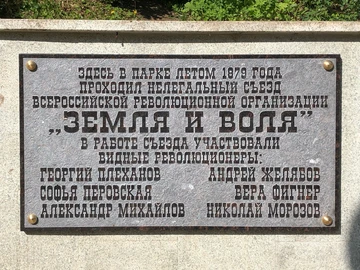 ЗДЕСЬ В ПАРКЕ ЛЕТОМ 1879 ГОДА
ПРОХОДИЛ НЕЛЕГАЛЬНЫЙ СЪЕЗД
ВСЕРОССИЙСКОЙ РЕВОЛЮЦИОННОЙ ОРГАНИЗАЦИИ
„ЗЕМЛЯ И ВОЛЯ”
В РАБОТЕ СЪЕЗДА УЧАСТВОВАЛИ
ВИДНЫЕ РЕВОЛЮЦИОНЕРЫ:
ГЕОРГИЙ ПЛЕХАНОВ АНДРЕЙ ЖЕЛЯБОВ
СОФЬЯ ПЕРОВСКАЯ ВЕРА ФИГНЕР
АЛЕКСАНДР МИХАЙЛОВ НИКОЛАЙ МОРОЗОВ